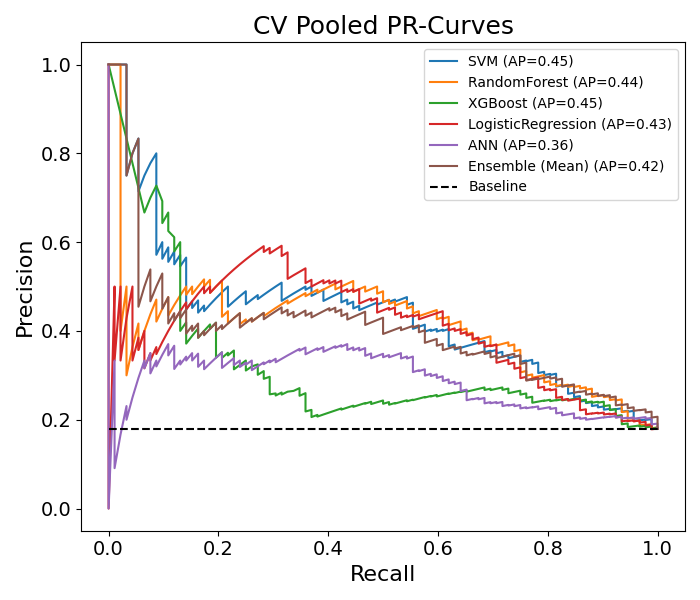 CV Pooled PR-Curves
SVM (AP=0.45)
RandomForest (AP=0.44)
XGBoost (AP=0.45)
LogisticRegression (AP=0.43)
ANN (AP=0.36)
Ensemble (Mean) (AP=0.42)
Baseline
Precision
1.0
0.8
0.6
0.4
0.2
0.0
0.0 0.2 0.4 0.6 0.8 1.0
Recall